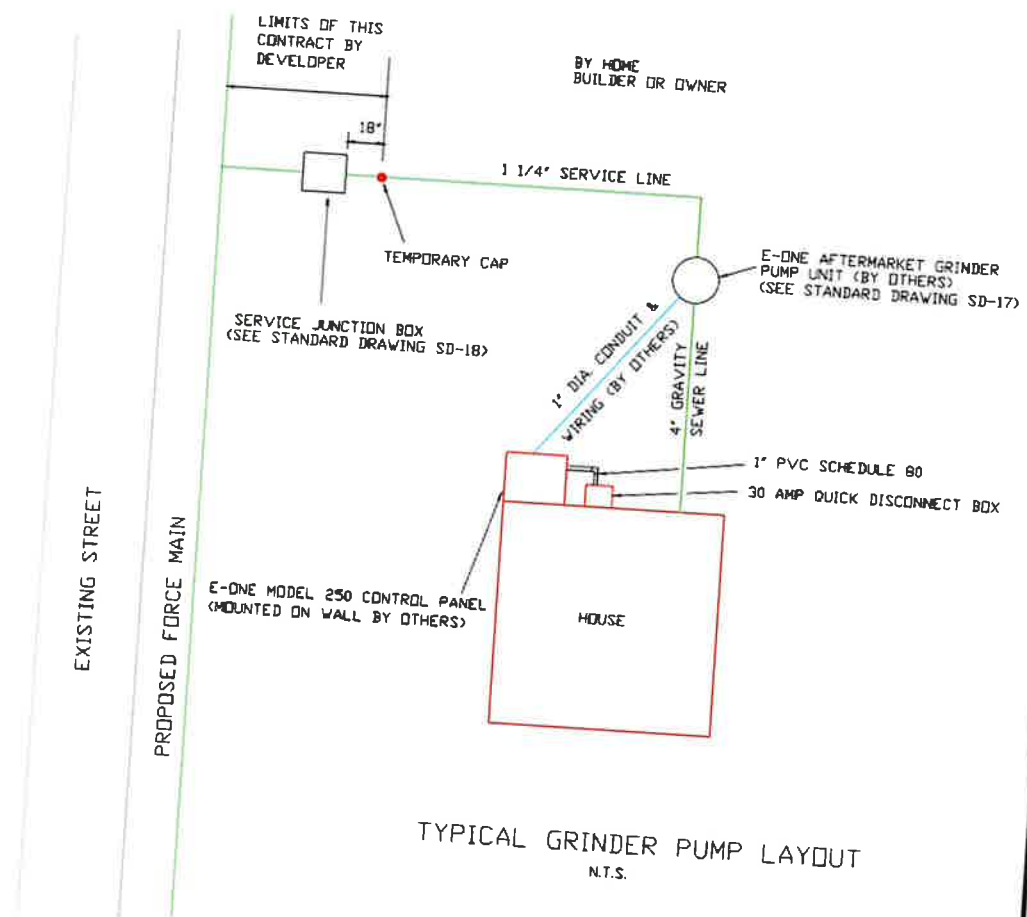 LIMITS OF THIS
CONTRACT BY
DEVELOPER
BY HOME
BUILDER OR OWNER
18"
1 1/4" SERVICE LINE
TEMPORARY CAP
E-ONE AFTERMARKET GRINDER
PUMP UNIT (BY OTHERS)
(SEE STANDARD DRAWING SD-17)
SERVICE JUNCTION BOX
(SEE STANDARD DRAWING SD-18)
1" DIA. CONDUIT &
WIRING (BY OTHERS)
4" GRAVITY
SEWER LINE
1" PVC SCHEDULE 80
30 AMP QUICK DISCONNECT BOX
E-ONE MODEL 250 CONTROL PANEL
(MOUNTED ON WALL BY OTHERS)
HOUSE
EXISTING STREET
PROPOSED FORCE MAIN
TYPICAL GRINDER PUMP LAYOUT
N.T.S.